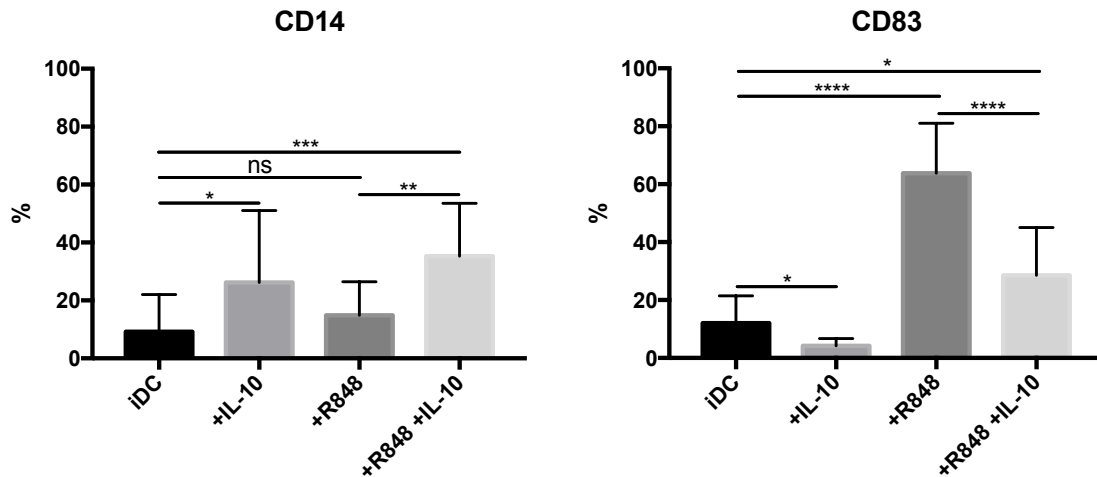 CD14
100
80
60
40
20
0
%
***
ns
*
**
iDC
+IL-10
+R848
+R848 +IL-10
CD83
100
80
60
40
20
0
%
*
****
****
*
iDC
+IL-10
+R848
+R848 +IL-10